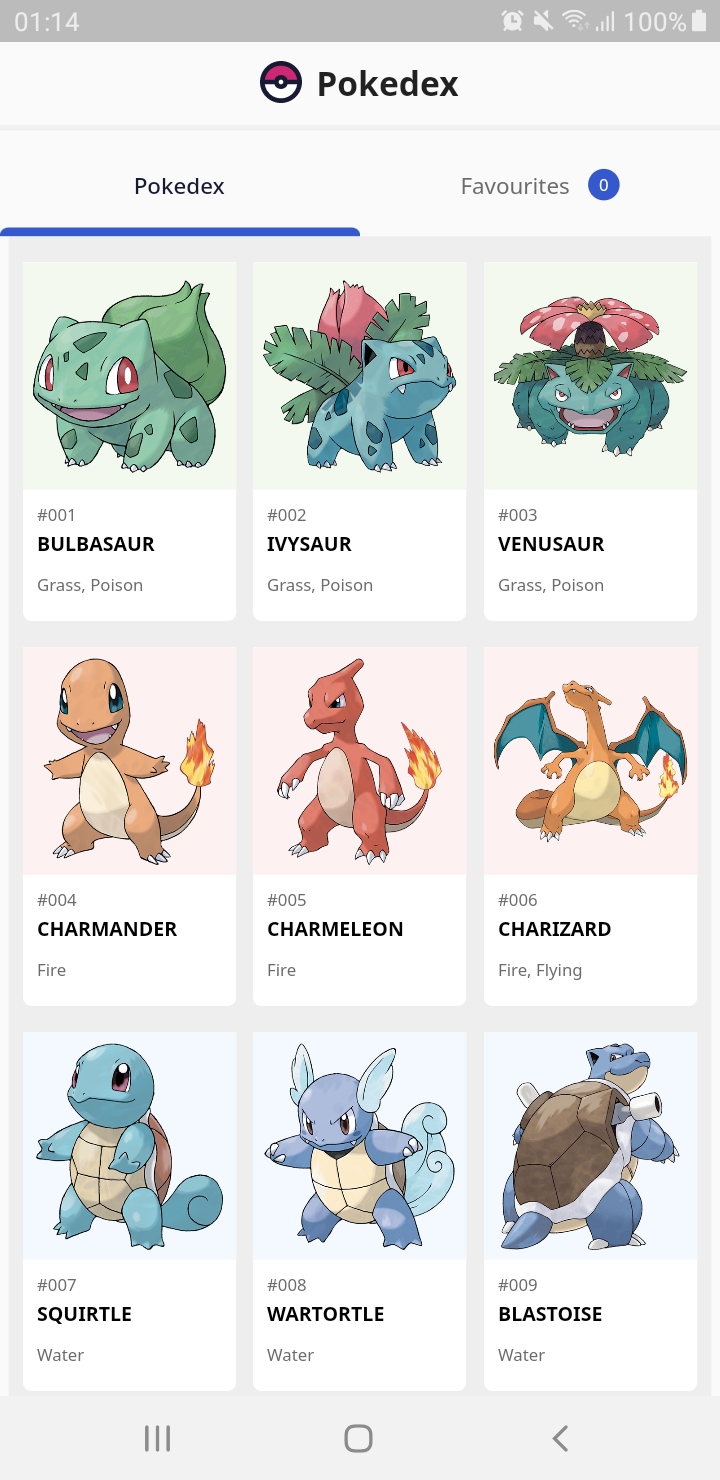 01:14 100%
Pokedex
Pokedex Favourites 0
#001 #002 #003
BULBASAUR IVYSAUR VENUSAUR
Grass, Poison Grass, Poison Grass, Poison
#004 #005 #006
CHARMANDER CHARMELEON CHARIZARD
Fire Fire Fire, Flying
#007 #008 #009
SQUIRTLE WARTORTLE BLASTOISE
Water Water Water